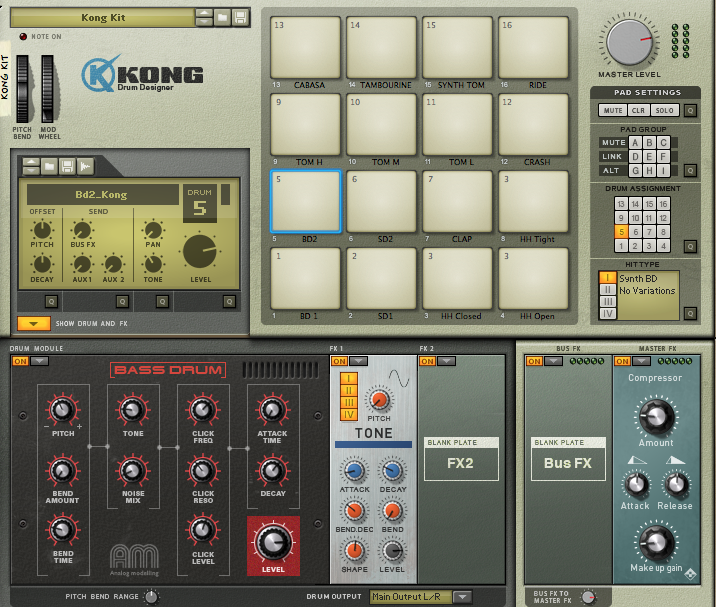 Kong Kit
NOTE ON
KONG KIT
KONG
Drum Designer
PITCH BEND
MOD WHEEL
Bd2_Kong
DRUM
5
OFFSET
SEND
PITCH
BUS FX
PAN
DECAY
AUX 1
AUX 2
TONE
LEVEL
Q
Q
Q
Q
SHOW DRUM AND FX
13
14
15
16
13 CABASA
14 TAMBOURINE
15 SYNTH TOM
16 RIDE
9
10
11
12
9 TOM H
10 TOM M
11 TOM L
12 CRASH
5
6
7
3
5 BD2
6 SD2
7 CLAP
8 HH Tight
1
2
3
3
1 BD 1
2 SD1
3 HH Closed
4 HH Open
MASTER LEVEL
PAD SETTINGS
MUTE CLR SOLO Q
PAD GROUP
MUTE A B C
LINK D E F
ALT G H I Q
DRUM ASSIGNMENT
13 14 15 16
9 10 11 12
5 6 7 8
1 2 3 4 Q
HIT TYPE
I Synth BD
II No Variations
III
IV Q
DRUM MODULE
ON
BASS DRUM
PITCH
TONE
CLICK FREQ
ATTACK TIME
BEND AMOUNT
NOISE MIX
CLICK RESO
DECAY
BEND TIME
AM
Analog modelling
CLICK LEVEL
LEVEL
PITCH BEND RANGE
DRUM OUTPUT
Main Output L/R
FX 1
ON
I
II
III
IV
PITCH
TONE
ATTACK
DECAY
BEND.DEC
BEND
SHAPE
LEVEL
FX 2
ON
BLANK PLATE
FX2
BUS FX
ON
BLANK PLATE
Bus FX
BUS FX TO MASTER FX
MASTER FX
ON
Compressor
Amount
Attack
Release
Make up gain